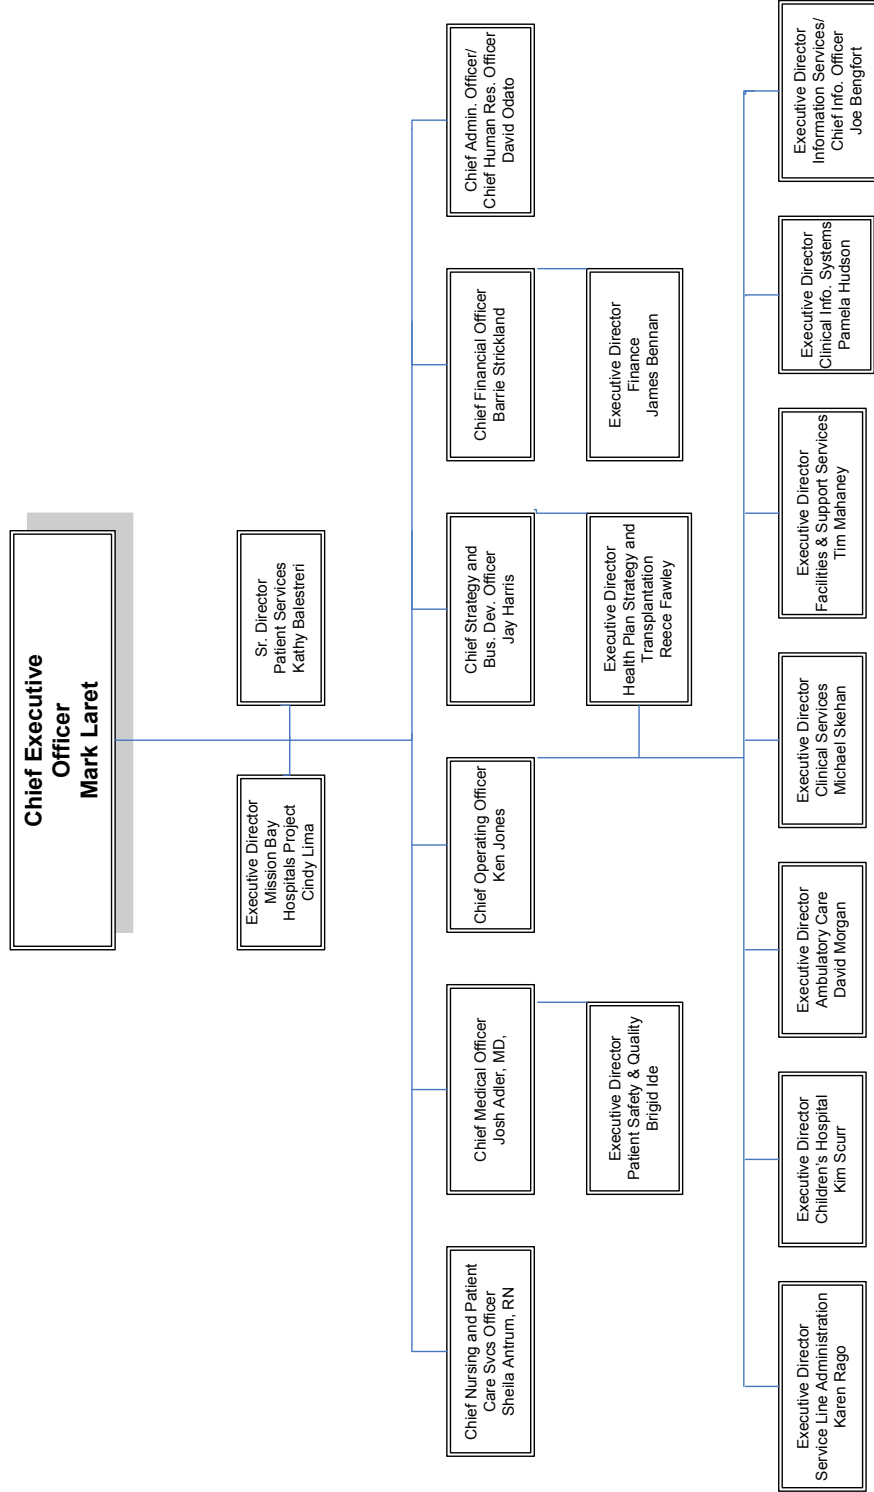 Chief Executive
Officer
Mark Laret
Executive Director
Mission Bay
Hospitals Project
Cindy Lima
Sr. Director
Patient Services
Kathy Balestreri
Chief Nursing and Patient
Care Svcs Officer
Sheila Antrum, RN
Chief Medical Officer
Josh Adler, MD,
Chief Operating Officer
Ken Jones
Chief Strategy and
Bus. Dev. Officer
Jay Harris
Chief Financial Officer
Barrie Strickland
Chief Admin. Officer/
Chief Human Res. Officer
David Odato
Executive Director
Patient Safety & Quality
Brigid Ide
Executive Director
Health Plan Strategy and
Transplantation
Reece Fawley
Executive Director
Finance
James Bennan
Executive Director
Service Line Administration
Karen Rago
Executive Director
Children's Hospital
Kim Scurr
Executive Director
Ambulatory Care
David Morgan
Executive Director
Clinical Services
Michael Skehan
Executive Director
Facilities & Support Services
Tim Mahaney
Executive Director
Clinical Info. Systems
Pamela Hudson
Executive Director
Information Services/
Chief Info. Officer
Joe Bengfort